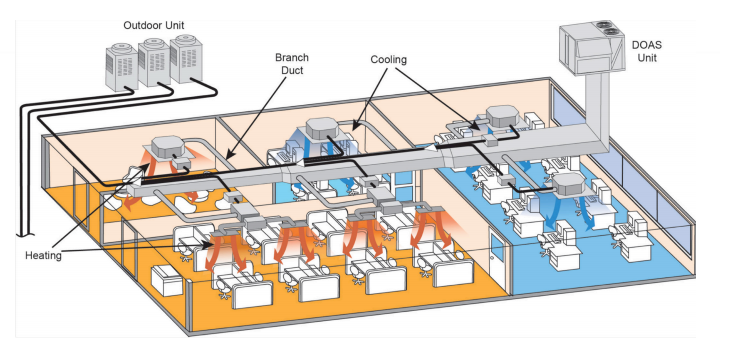 Outdoor Unit
Branch
Duct
Cooling
DOAS
Unit
Heating